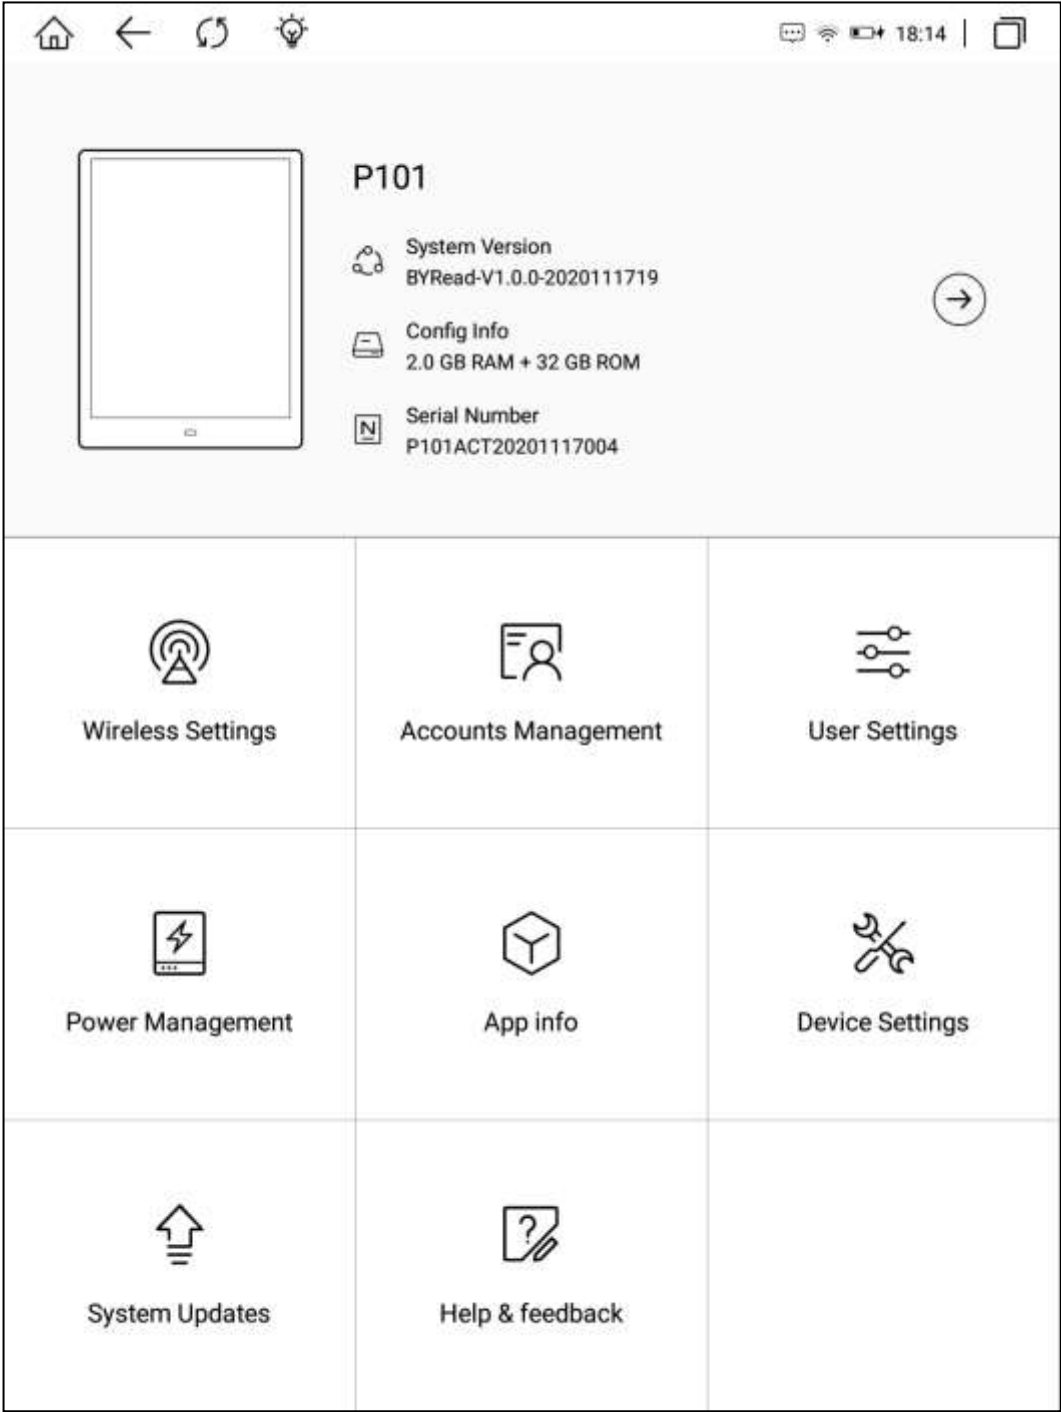 18:14
P101
System Version
BYRead-V1.0.0-2020111719
Config Info
2.0 GB RAM + 32 GB ROM
N
Serial Number
P101ACT20201117004
Wireless Settings
Accounts Management
User Settings
Power Management
App info
Device Settings
System Updates
?
Help & feedback